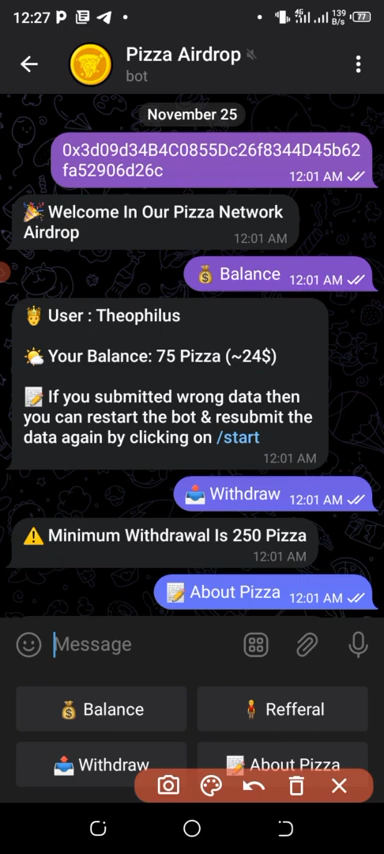 12:27
4G
139
B/s
77
Pizza Airdrop
bot
November 25
0x3d09d34B4C0855Dc26f8344D45b62
fa52906d26c
12:01 AM
🎉 Welcome In Our Pizza Network
Airdrop
12:01 AM
💰 Balance 12:01 AM
🤴 User : Theophilus
🌤 Your Balance: 75 Pizza (~24$)
📝 If you submitted wrong data then
you can restart the bot & resubmit the
data again by clicking on /start
12:01 AM
📤 Withdraw 12:01 AM
⚠️ Minimum Withdrawal Is 250 Pizza
12:01 AM
📝 About Pizza 12:01 AM
Message
💰 Balance
🧍 Refferal
📤 Withdraw
📝 About Pizza